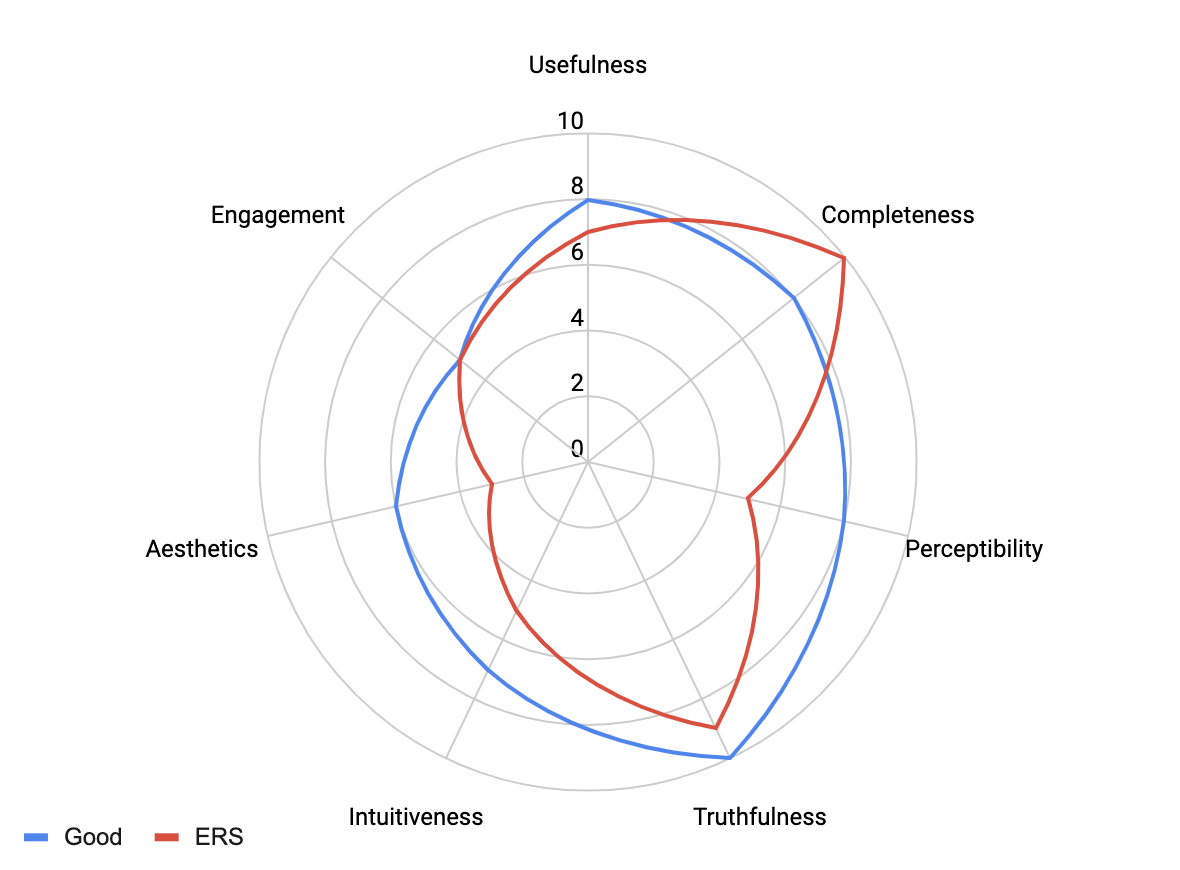 Usefulness
10
8
6
4
2
0
Engagement
Completeness
Aesthetics
Perceptibility
Intuitiveness
Truthfulness
Good
ERS